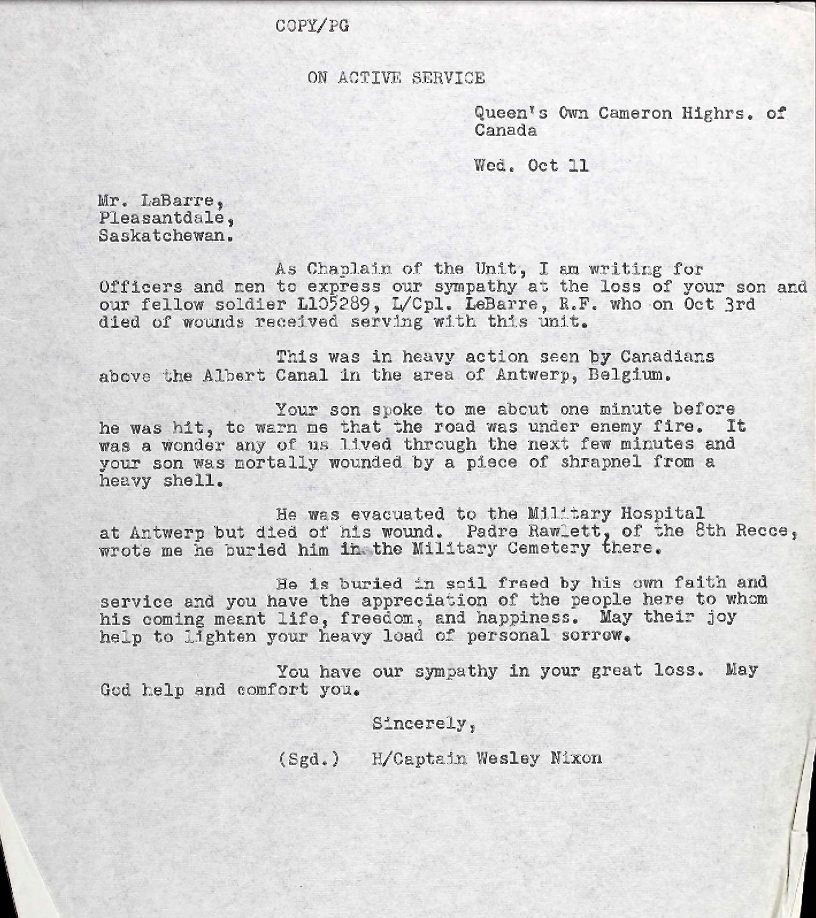 COPY/PG
ON ACTIVE SERVICE
Queen's Own Cameron Highrs. of
Canada
Wed. Oct 11
Mr. LaBarre,
Pleasantdale,
Saskatchewan.
As Chaplain of the Unit, I am writing for
Officers and men to express our sympathy at the loss of your son and
our fellow soldier L105289, L/Cpl. LeBarre, R.F. who on Oct 3rd
died of wounds received serving with this unit.
This was in heavy action seen by Canadians
above the Albert Canal in the area of Antwerp, Belgium.
Your son spoke to me about one minute before
he was hit, to warn me that the road was under enemy fire. It
was a wonder any of us lived through the next few minutes and
your son was mortally wounded by a piece of shrapnel from a
heavy shell.
He was evacuated to the Military Hospital
at Antwerp but died of his wound. Padre Rawlett, of the 8th Recce,
wrote me he buried him in the Military Cemetery there.
He is buried in soil freed by his own faith and
service and you have the appreciation of the people here to whom
his coming meant life, freedom, and happiness. May their joy
help to lighten your heavy load of personal sorrow.
You have our sympathy in your great loss. May
God help and comfort you.
Sincerely,
(Sgd.) H/Captain Wesley Nixon